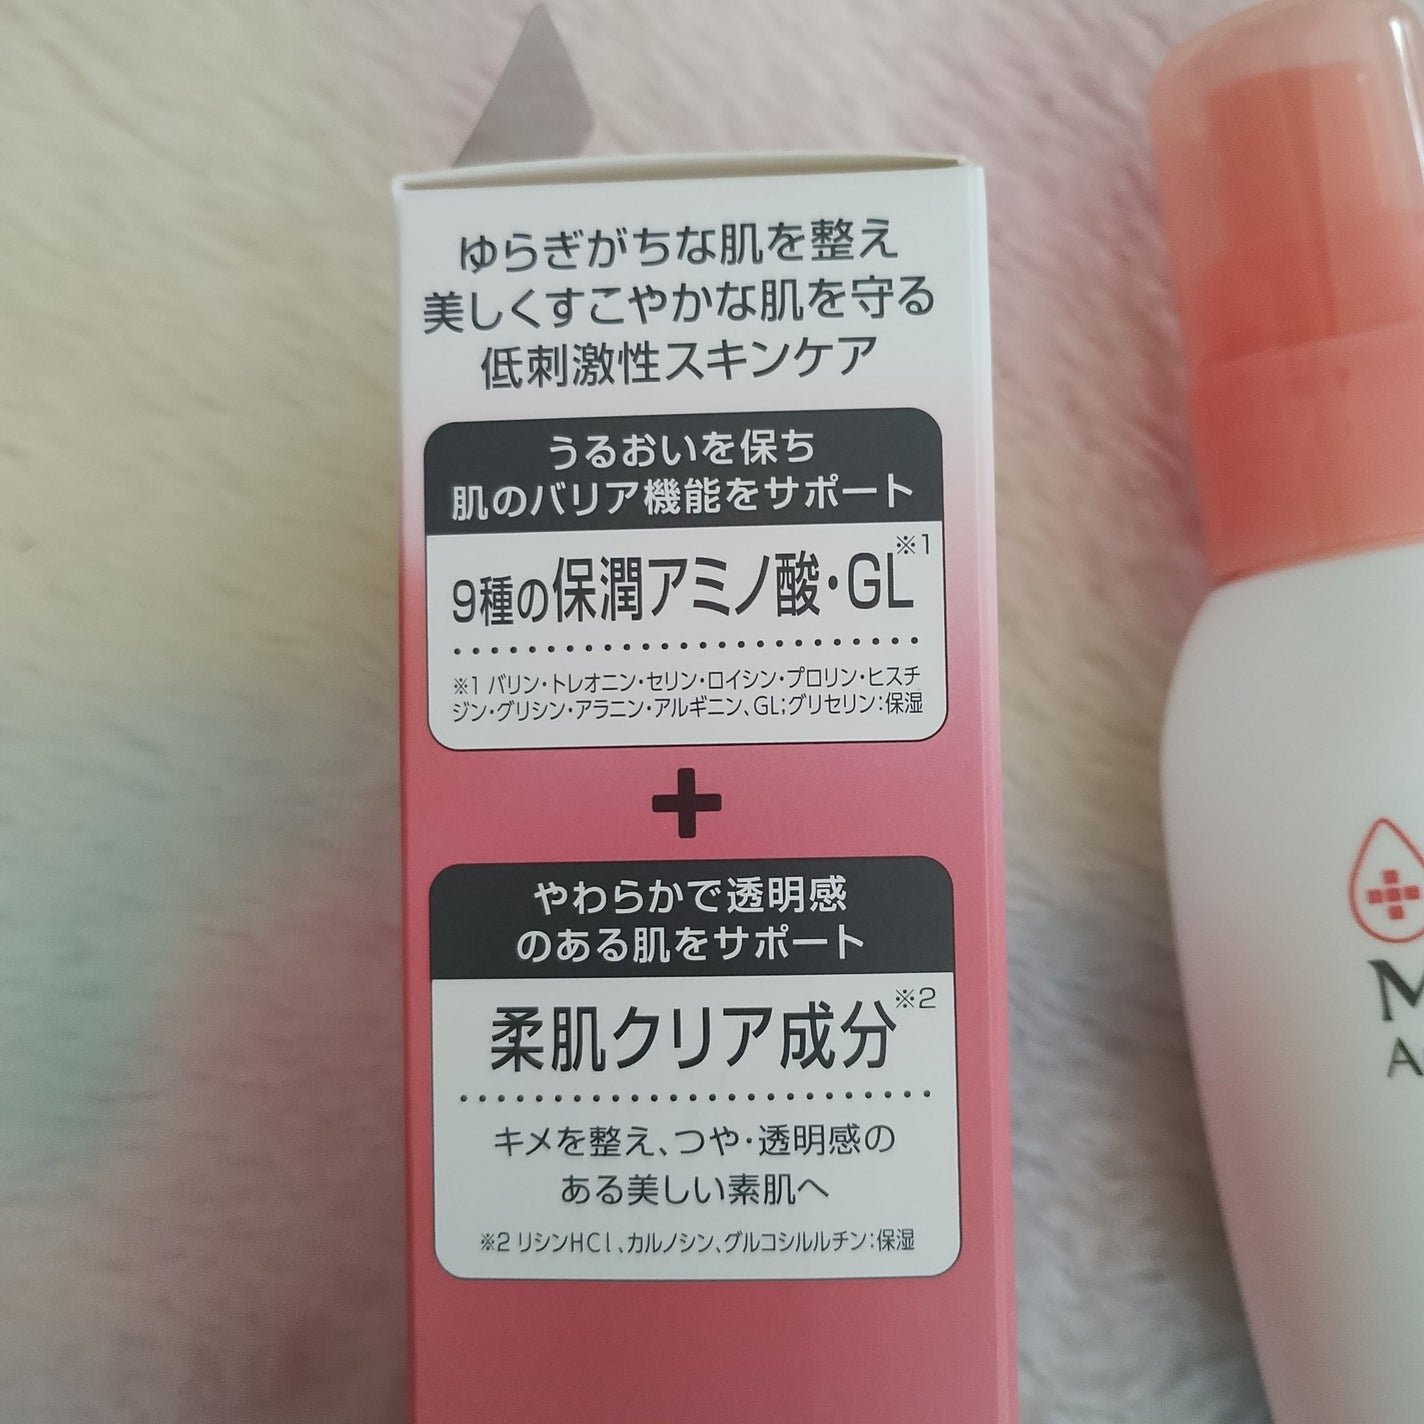 ゆらぎがちな肌を整え
美しくすこやかな肌を守る
低刺激性スキンケア
うるおいを保ち
肌のバリア機能をサポート
9種の保潤アミノ酸・GL※1
※1 バリン・トレオニン・セリン・ロイシン・プロリン・ヒスチ
ジン・グリシン・アラニン・アルギニン、GL;グリセリン:保湿
+
やわらかで透明感
のある肌をサポート
柔肌クリア成分※2
キメを整え、つや・透明感の
ある美しい素肌へ
※2 リシンHCl、カルノシン、グルコシルルチン:保湿
M
A